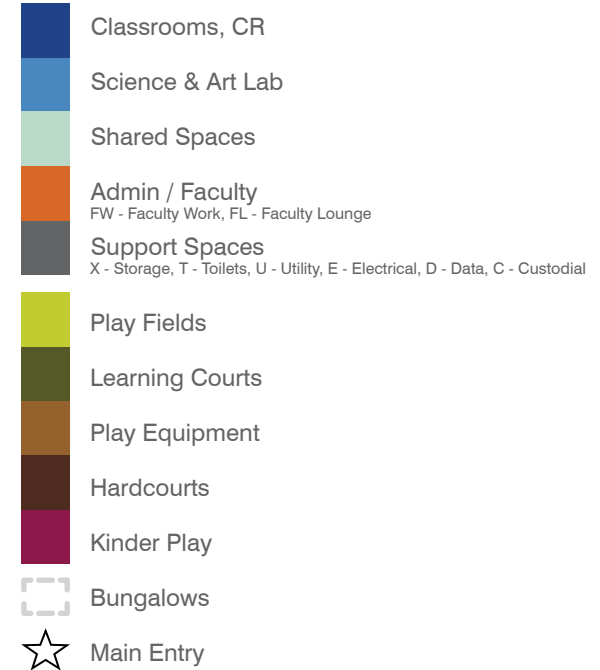 Classrooms, CR
Science & Art Lab
Shared Spaces
Admin / Faculty
FW - Faculty Work, FL - Faculty Lounge
Support Spaces
X - Storage, T - Toilets, U - Utility, E - Electrical, D - Data, C - Custodial
Play Fields
Learning Courts
Play Equipment
Hardcourts
Kinder Play
Bungalows
Main Entry